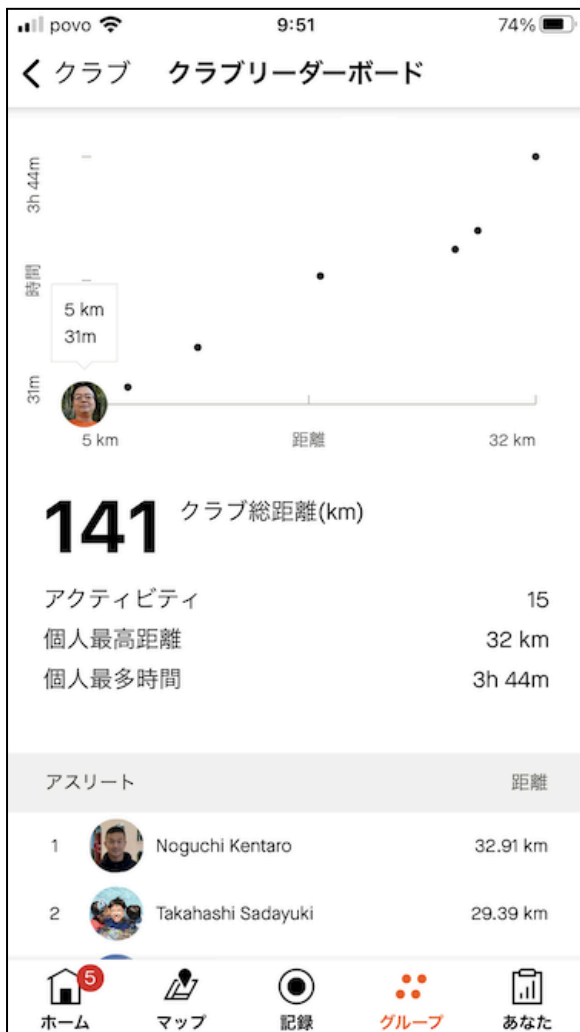 povo 9:51 74%
クラブ クラブリーダーボード
3h 44m
時間
5 km
31m
31m
5 km 距離 32 km
141 クラブ総距離(km)
アクティビティ 15
個人最高距離 32 km
個人最多時間 3h 44m
アスリート 距離
1 Noguchi Kentaro 32.91 km
2 Takahashi Sadayuki 29.39 km
5
ホーム マップ 記録 グループ あなた